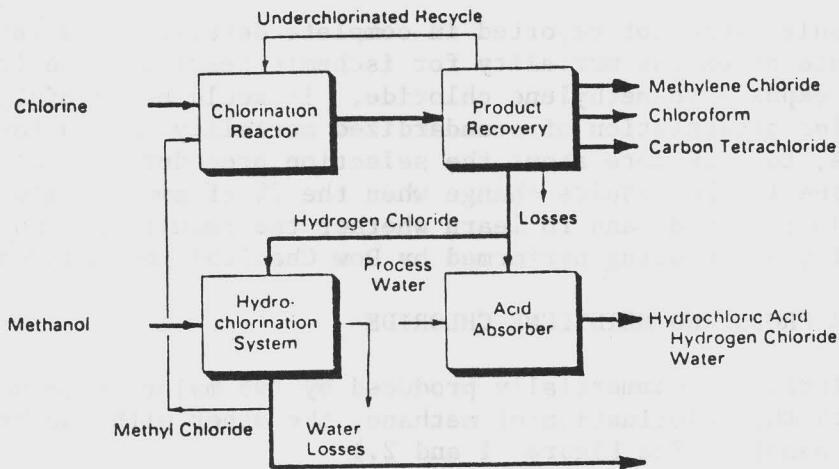 Underchlorinated Recycle
Chlorine
Chlorination
Reactor
Product
Recovery
Methylene Chloride
Chloroform
Carbon Tetrachloride
Losses
Hydrogen Chloride
Process
Water
Methanol
Hydro-
chlorination
System
Acid
Absorber
Hydrochloric Acid
Hydrogen Chloride
Water
Methyl Chloride
Water
Losses